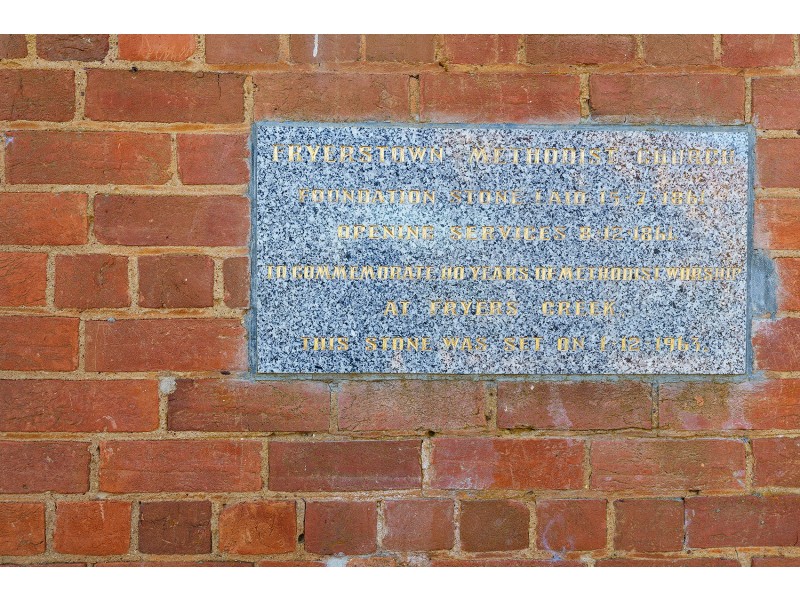 FRYERSTOWN METHODIST CHURCH
FOUNDATION STONE LAID 15-7-1861
OPENING SERVICES 8-12-1861
TO COMMEMORATE 110 YEARS OF METHODIST WORSHIP
AT FRYERS CREEK.
THIS STONE WAS SET ON 1-12-1963.